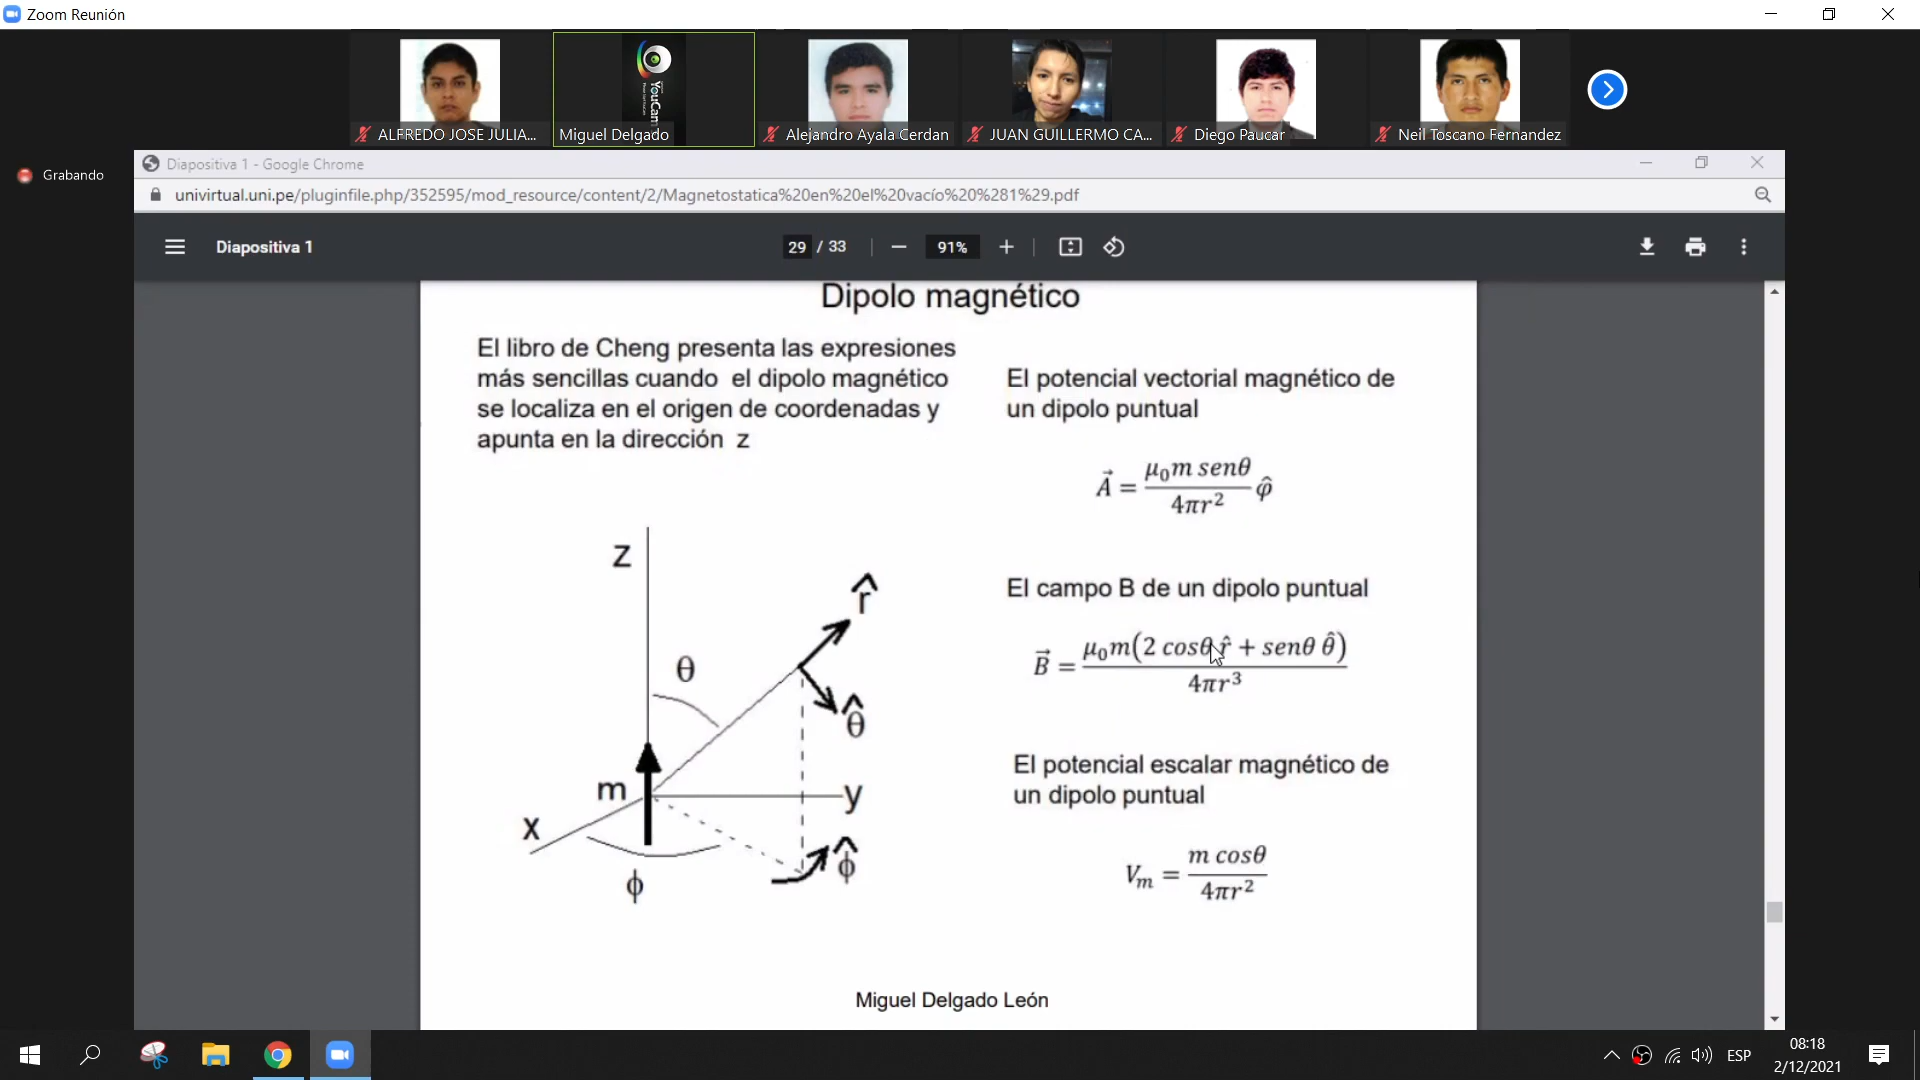 Zoom Reunión
YouCam
ALFREDO JOSE JULIA...
Miguel Delgado
Alejandro Ayala Cerdan
JUAN GUILLERMO CA...
Diego Paucar
Neil Toscano Fernandez
Grabando
Diapositiva 1 - Google Chrome
univirtual.uni.pe/pluginfile.php/352595/mod_resource/content/2/Magnetostatica%20en%20el%20vacío%20%281%29.pdf
Diapositiva 1
29 / 33
91%
Dipolo magnético
El libro de Cheng presenta las expresiones
más sencillas cuando el dipolo magnético
se localiza en el origen de coordenadas y
apunta en la dirección z
z
r̂
θ
θ̂
m
y
x
ϕ̂
ϕ
El potencial vectorial magnético de
un dipolo puntual
A⃗ = μ₀m senθ / 4πr² φ̂
El campo B de un dipolo puntual
B⃗ = μ₀m(2 cosθ r̂ + senθ θ̂) / 4πr³
El potencial escalar magnético de
un dipolo puntual
Vₘ = m cosθ / 4πr²
Miguel Delgado León
ESP
08:18
2/12/2021